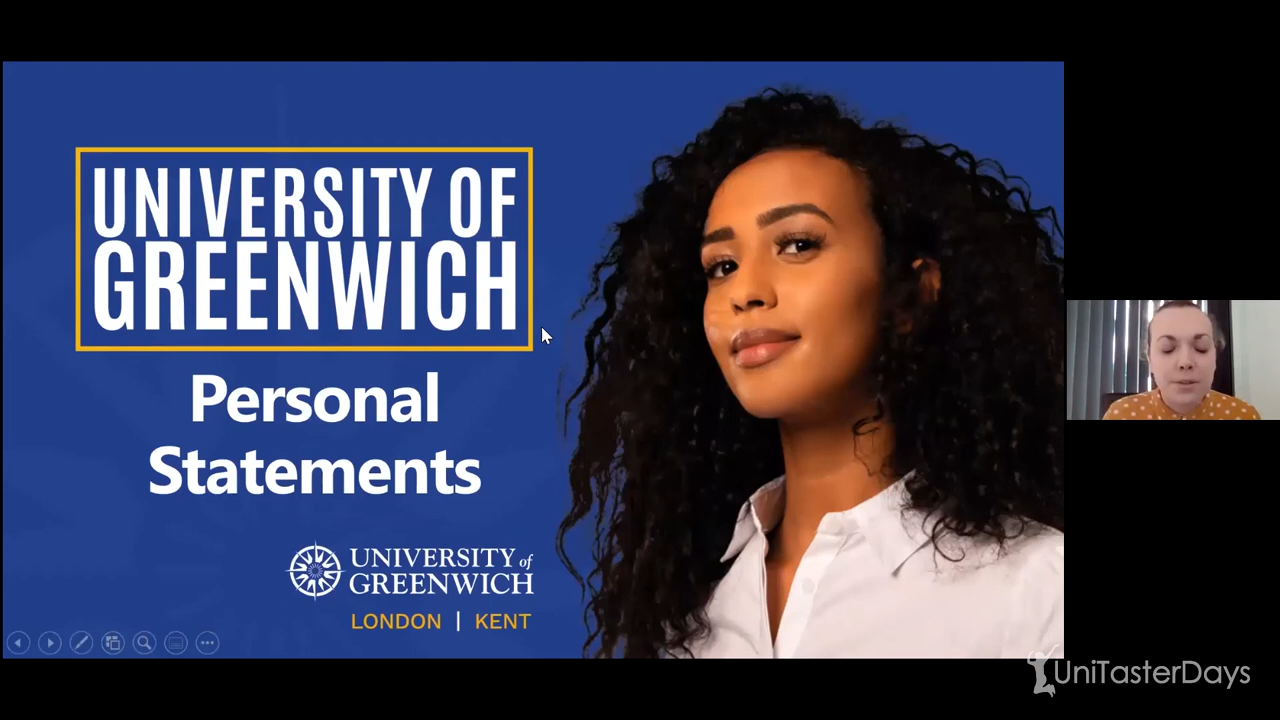 UNIVERSITY OF
GREENWICH
Personal
Statements
UNIVERSITY of
GREENWICH
LONDON | KENT
UniTasterDays